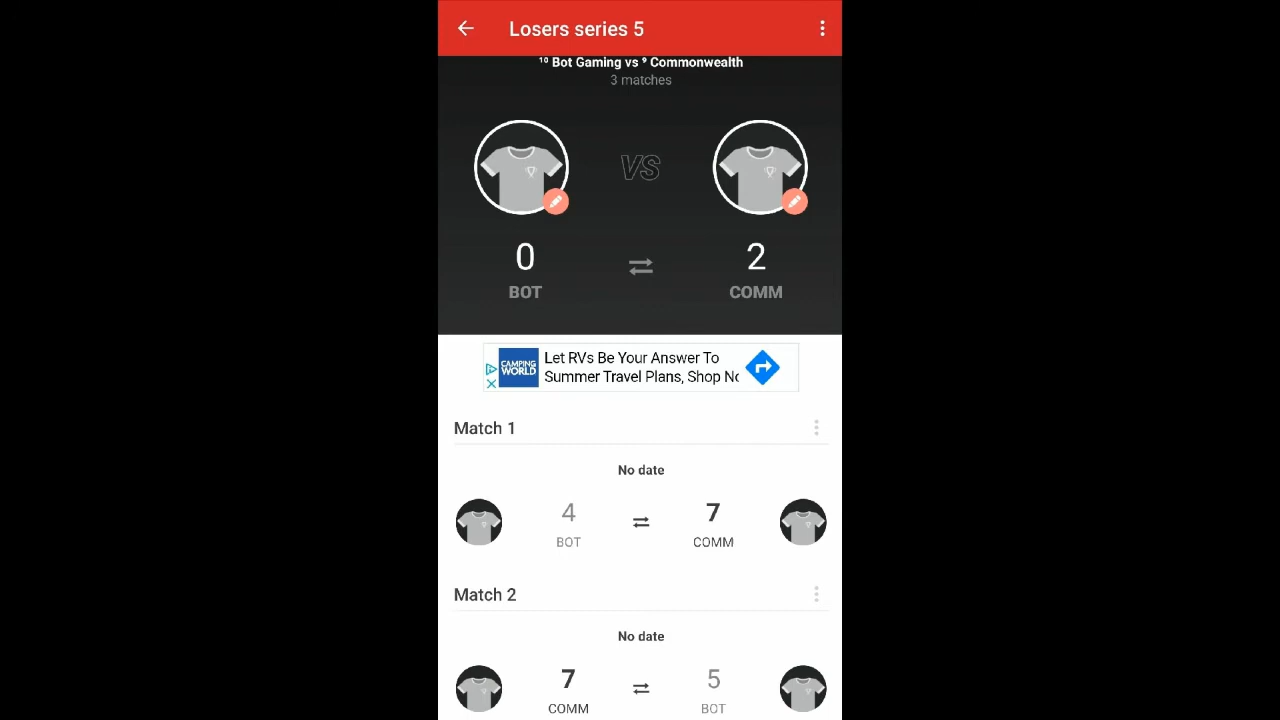 Losers series 5
¹⁰ Bot Gaming vs ⁹ Commonwealth
3 matches
VS
0
2
BOT
COMM
CAMPING
WORLD
Let RVs Be Your Answer To
Summer Travel Plans, Shop No
Match 1
No date
4
7
BOT
COMM
Match 2
No date
7
5
COMM
BOT